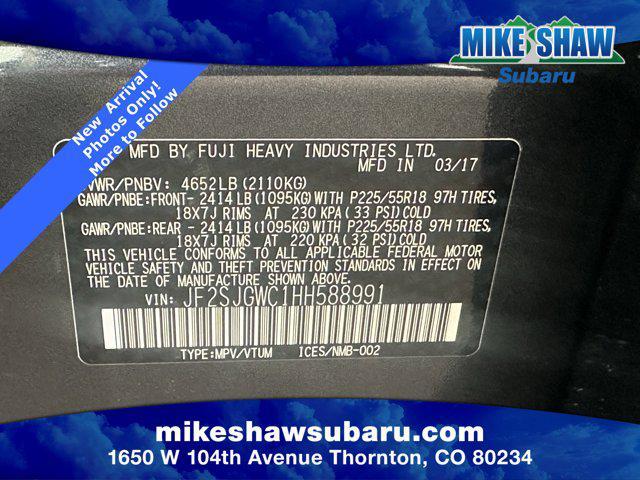 MIKE SHAW
Subaru
New Arrival
Photos Only!
More to Follow
MFD BY FUJI HEAVY INDUSTRIES LTD.
MFD IN 03/17
VWR/PNBV: 4652LB (2110KG)
GAWR/PNBE:FRONT- 2414 LB (1095KG) WITH P225/55R18 97H TIRES,
18X7J RIMS AT 230 KPA ( 33 PSI) COLD
GAWR/PNBE:REAR - 2414 LB (1095KG) WITH P225/55R18 97H TIRES,
18X7J RIMS AT 220 KPA ( 32 PSI) COLD
THIS VEHICLE CONFORMS TO ALL APPLICABLE FEDERAL MOTOR
VEHICLE SAFETY AND THEFT PREVENTION STANDARDS IN EFFECT ON
THE DATE OF MANUFACTURE SHOWN ABOVE.
VIN: JF2SJGWC1HH588991
TYPE:MPV/VTUM ICES/NMB-002
mikeshawsubaru.com
1650 W 104th Avenue Thornton, CO 80234